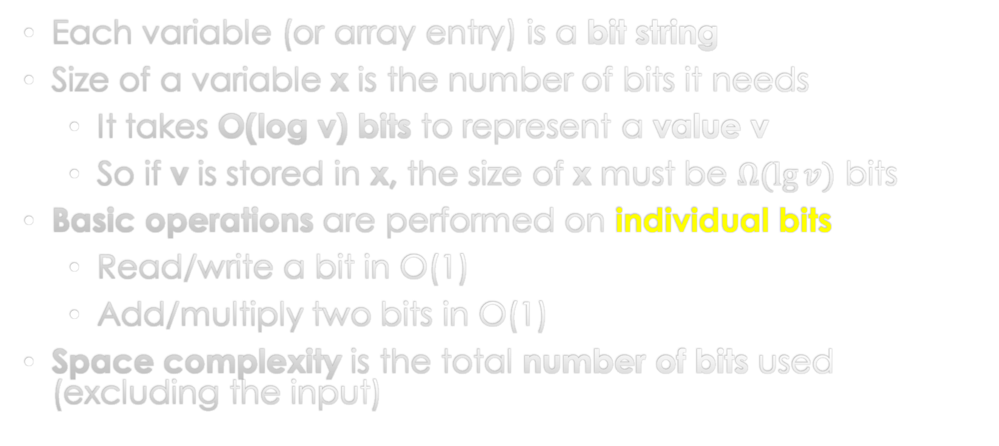 Each variable (or array entry) is a bit string
Size of a variable x is the number of bits it needs
It takes O(log v) bits to represent a value v
So if v is stored in x, the size of x must be Ω(lg v) bits
Basic operations are performed on individual bits
Read/write a bit in O(1)
Add/multiply two bits in O(1)
Space complexity is the total number of bits used
(excluding the input)